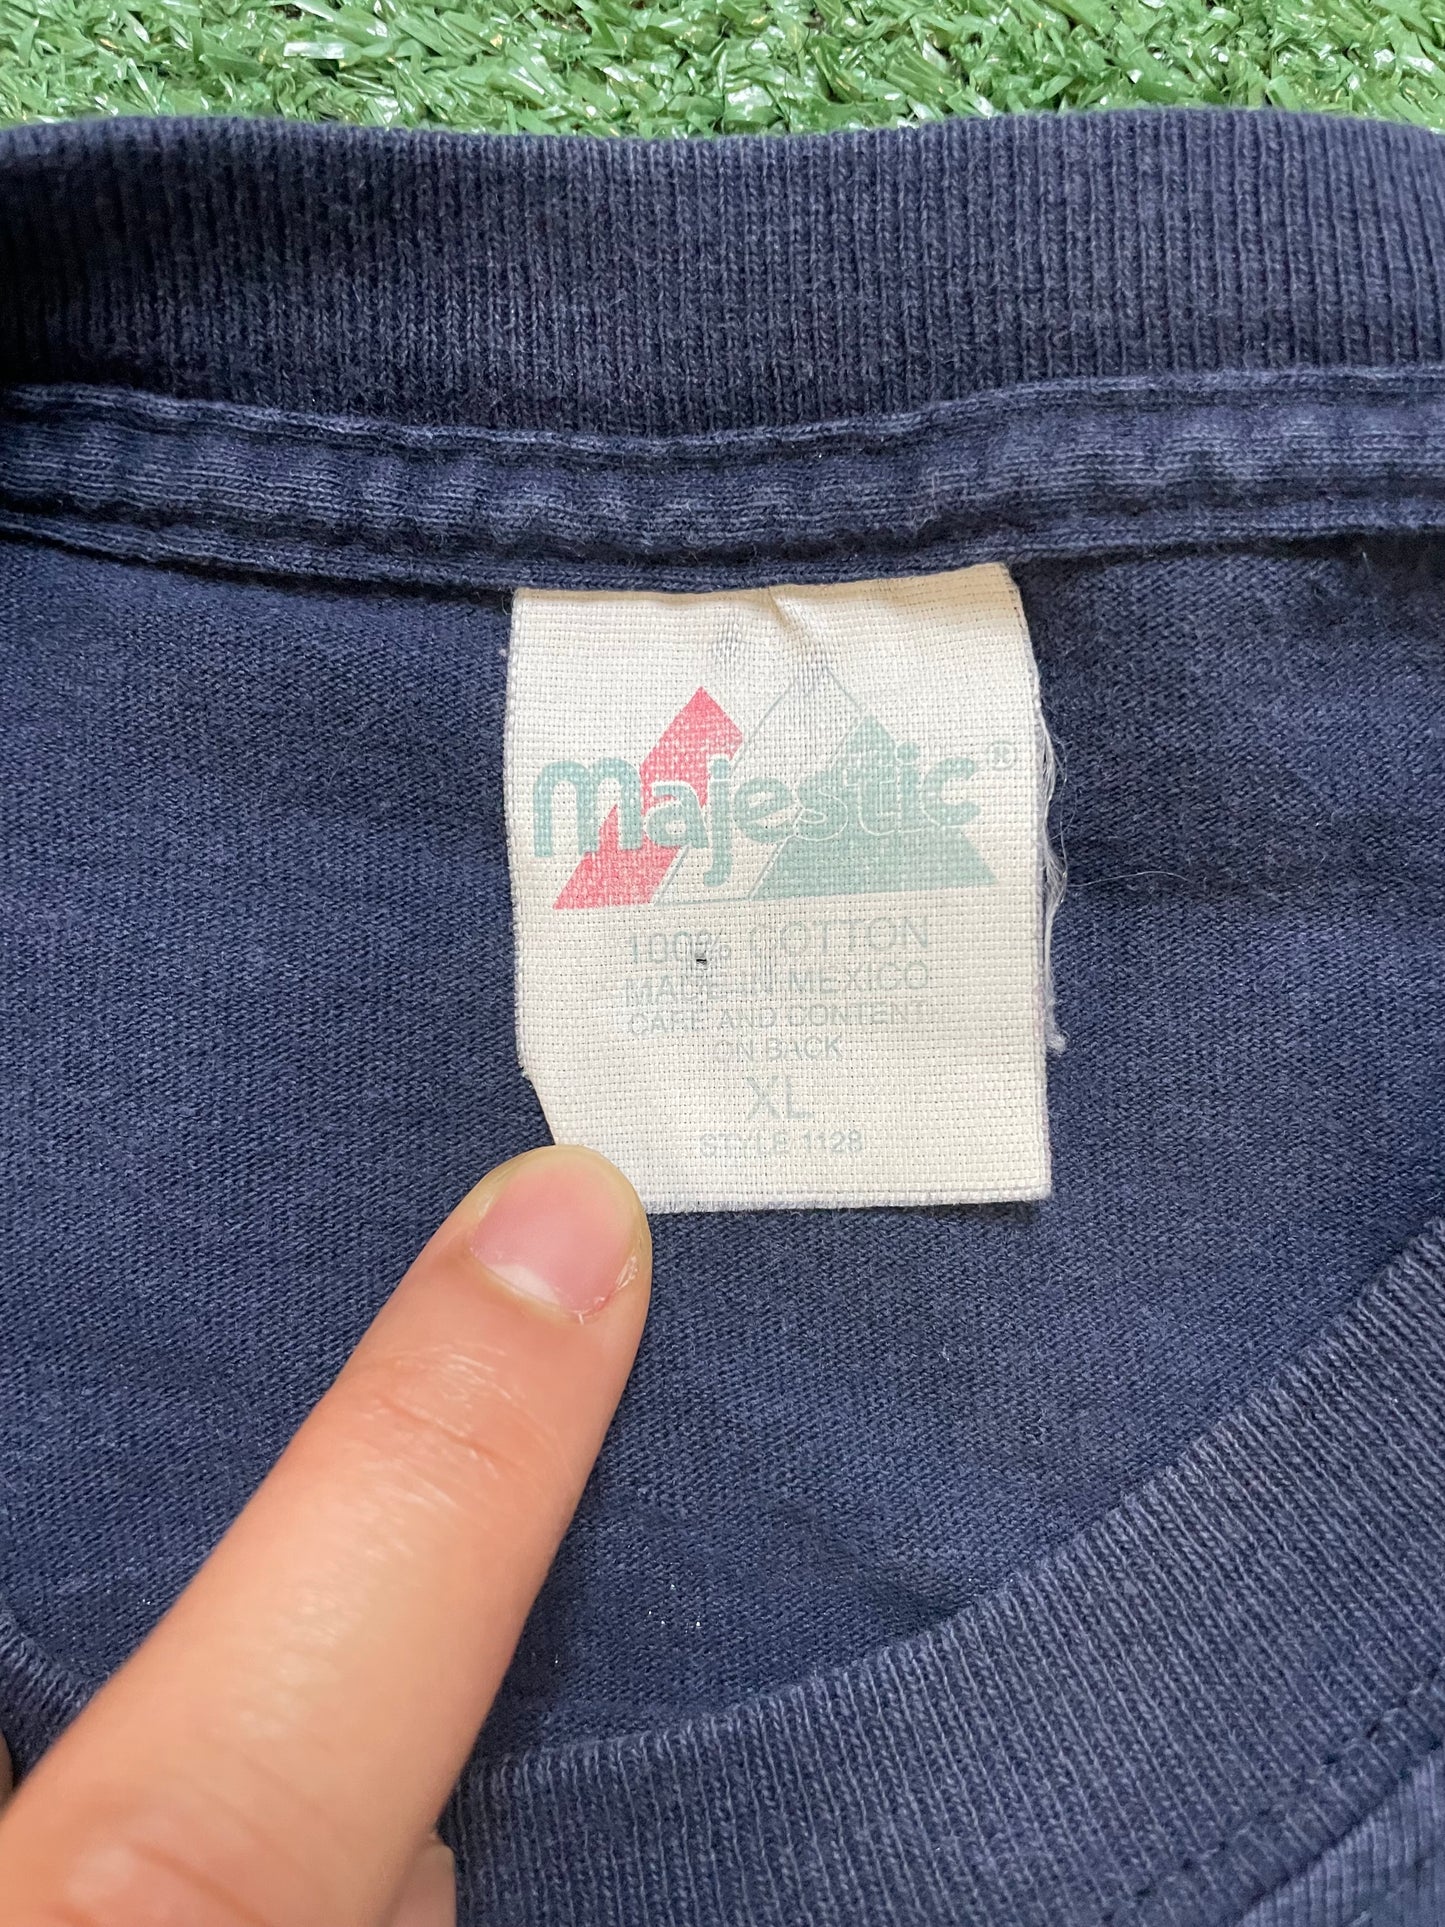 majestic®
100% COTTON
MADE IN MEXICO
CARE AND CONTENT
ON BACK
XL
STYLE 1128